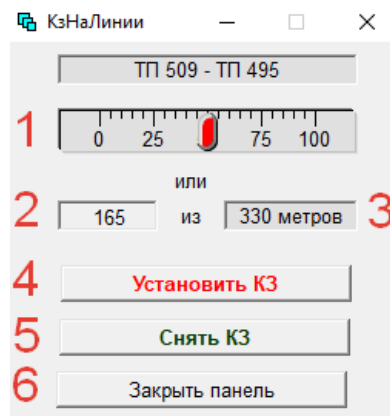 КзНаЛинии
ТП 509 - ТП 495
1
0 25 75 100
или
2 165 из 330 метров 3
4 Установить КЗ
5 Снять КЗ
6 Закрыть панель